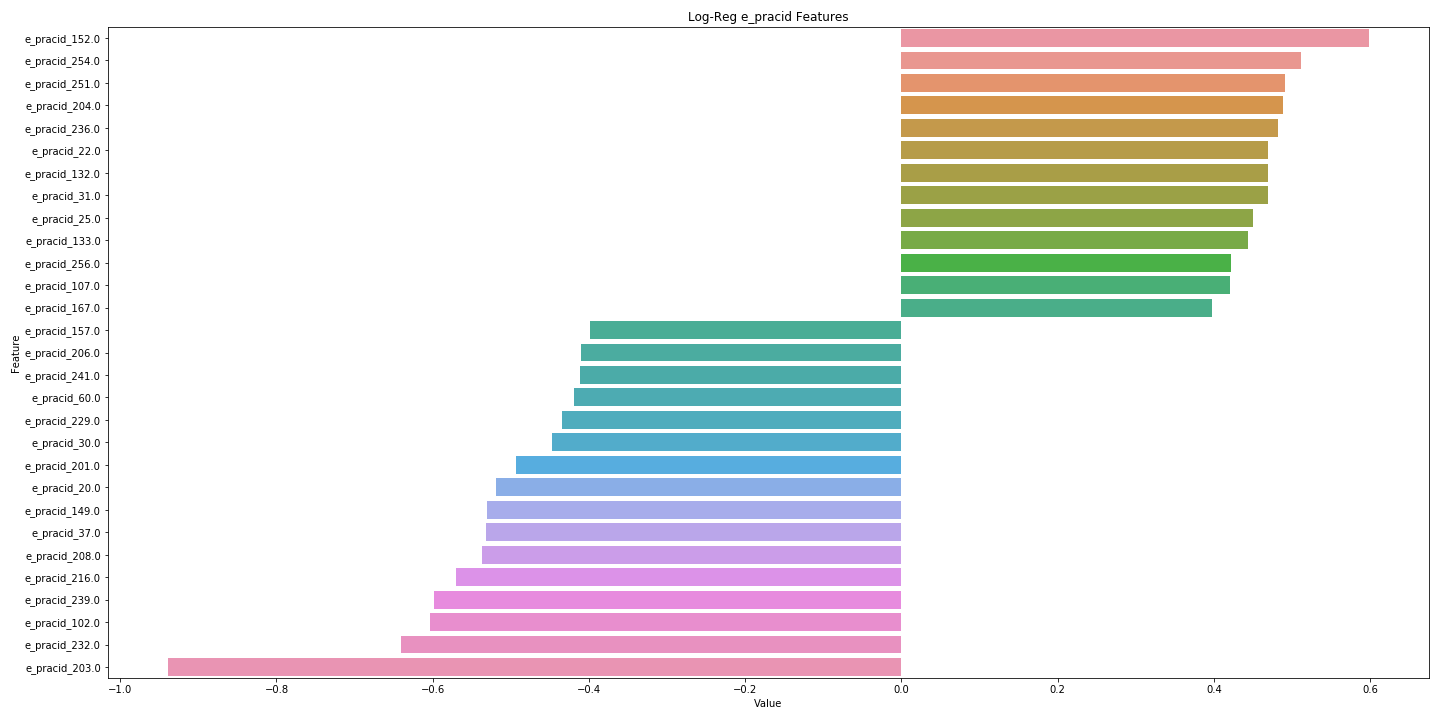 Log-Reg e_pracid Features
e_pracid_152.0
e_pracid_254.0
e_pracid_251.0
e_pracid_204.0
e_pracid_236.0
e_pracid_22.0
e_pracid_132.0
e_pracid_31.0
e_pracid_25.0
e_pracid_133.0
e_pracid_256.0
e_pracid_107.0
e_pracid_167.0
e_pracid_157.0
e_pracid_206.0
e_pracid_241.0
e_pracid_60.0
e_pracid_229.0
e_pracid_30.0
e_pracid_201.0
e_pracid_20.0
e_pracid_149.0
e_pracid_37.0
e_pracid_208.0
e_pracid_216.0
e_pracid_239.0
e_pracid_102.0
e_pracid_232.0
e_pracid_203.0
Feature
−1.0 −0.8 −0.6 −0.4 −0.2 0.0 0.2 0.4 0.6
Value